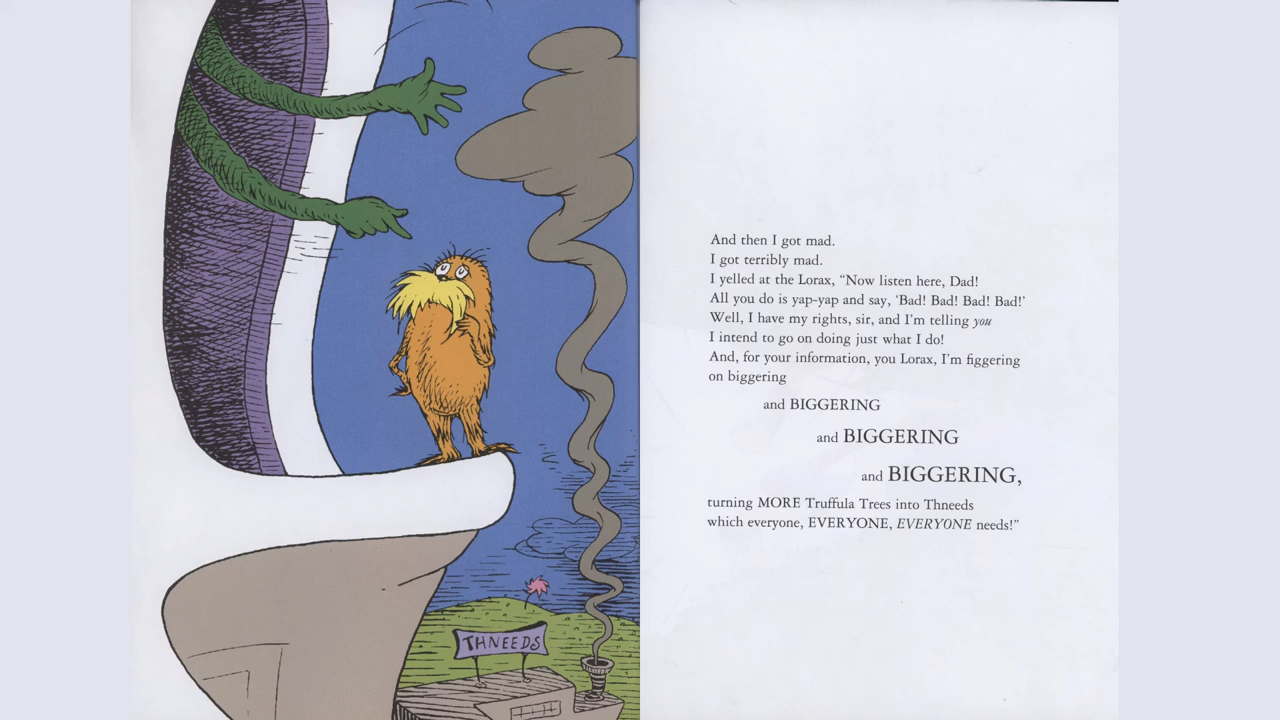 THNEEDS
And then I got mad.
I got terribly mad.
I yelled at the Lorax, “Now listen here, Dad!
All you do is yap-yap and say, ‘Bad! Bad! Bad! Bad!’
Well, I have my rights, sir, and I’m telling you
I intend to go on doing just what I do!
And, for your information, you Lorax, I’m figgering
on biggering
and BIGGERING
and BIGGERING
and BIGGERING,
turning MORE Truffula Trees into Thneeds
which everyone, EVERYONE, EVERYONE needs!”